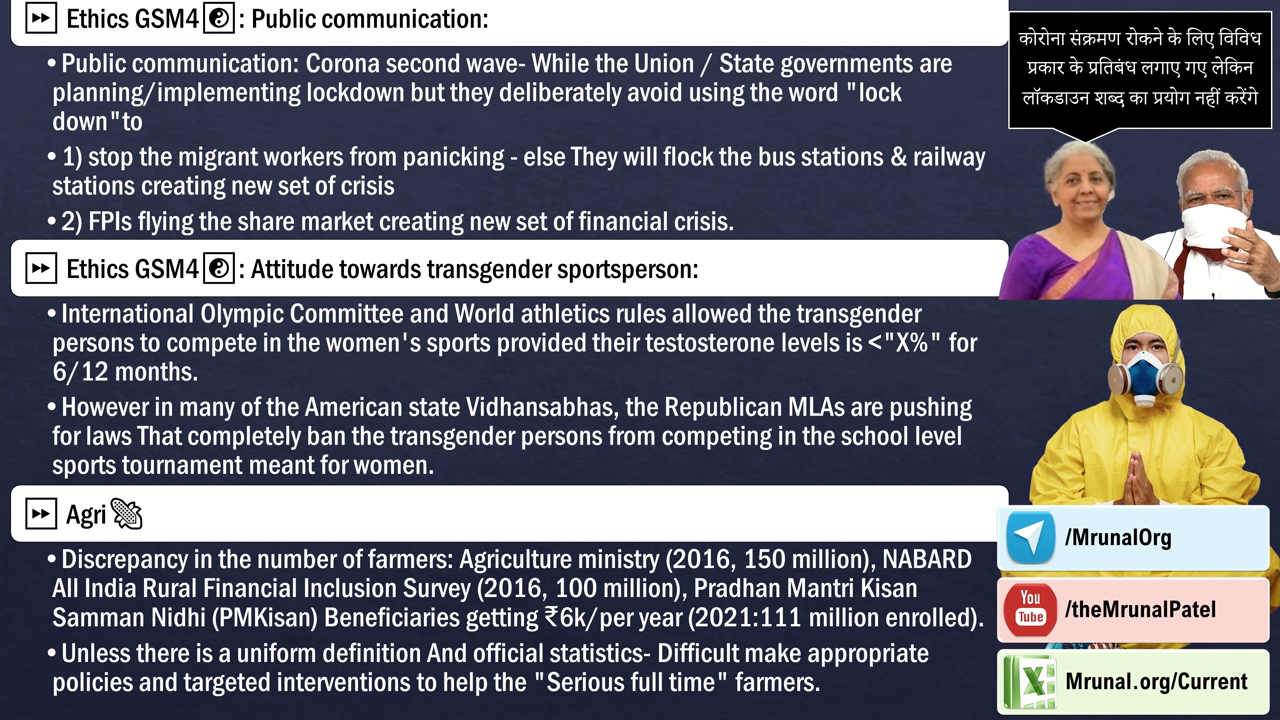 Ethics GSM4 ☯ : Public communication:
• Public communication: Corona second wave- While the Union / State governments are
planning/implementing lockdown but they deliberately avoid using the word "lock
down"to
• 1) stop the migrant workers from panicking - else They will flock the bus stations & railway
stations creating new set of crisis
• 2) FPIs flying the share market creating new set of financial crisis.
Ethics GSM4 ☯ : Attitude towards transgender sportsperson:
• International Olympic Committee and World athletics rules allowed the transgender
persons to compete in the women's sports provided their testosterone levels is <"X%" for
6/12 months.
• However in many of the American state Vidhansabhas, the Republican MLAs are pushing
for laws That completely ban the transgender persons from competing in the school level
sports tournament meant for women.
Agri 🌽
• Discrepancy in the number of farmers: Agriculture ministry (2016, 150 million), NABARD
All India Rural Financial Inclusion Survey (2016, 100 million), Pradhan Mantri Kisan
Samman Nidhi (PMKisan) Beneficiaries getting ₹6k/per year (2021:111 million enrolled).
• Unless there is a uniform definition And official statistics- Difficult make appropriate
policies and targeted interventions to help the "Serious full time" farmers.
कोरोना संक्रमण रोकने के लिए विविध
प्रकार के प्रतिबंध लगाए गए लेकिन
लॉकडाउन शब्द का प्रयोग नहीं करेंगे
/MrunalOrg
You
Tube
/theMrunalPatel
Mrunal.org/Current